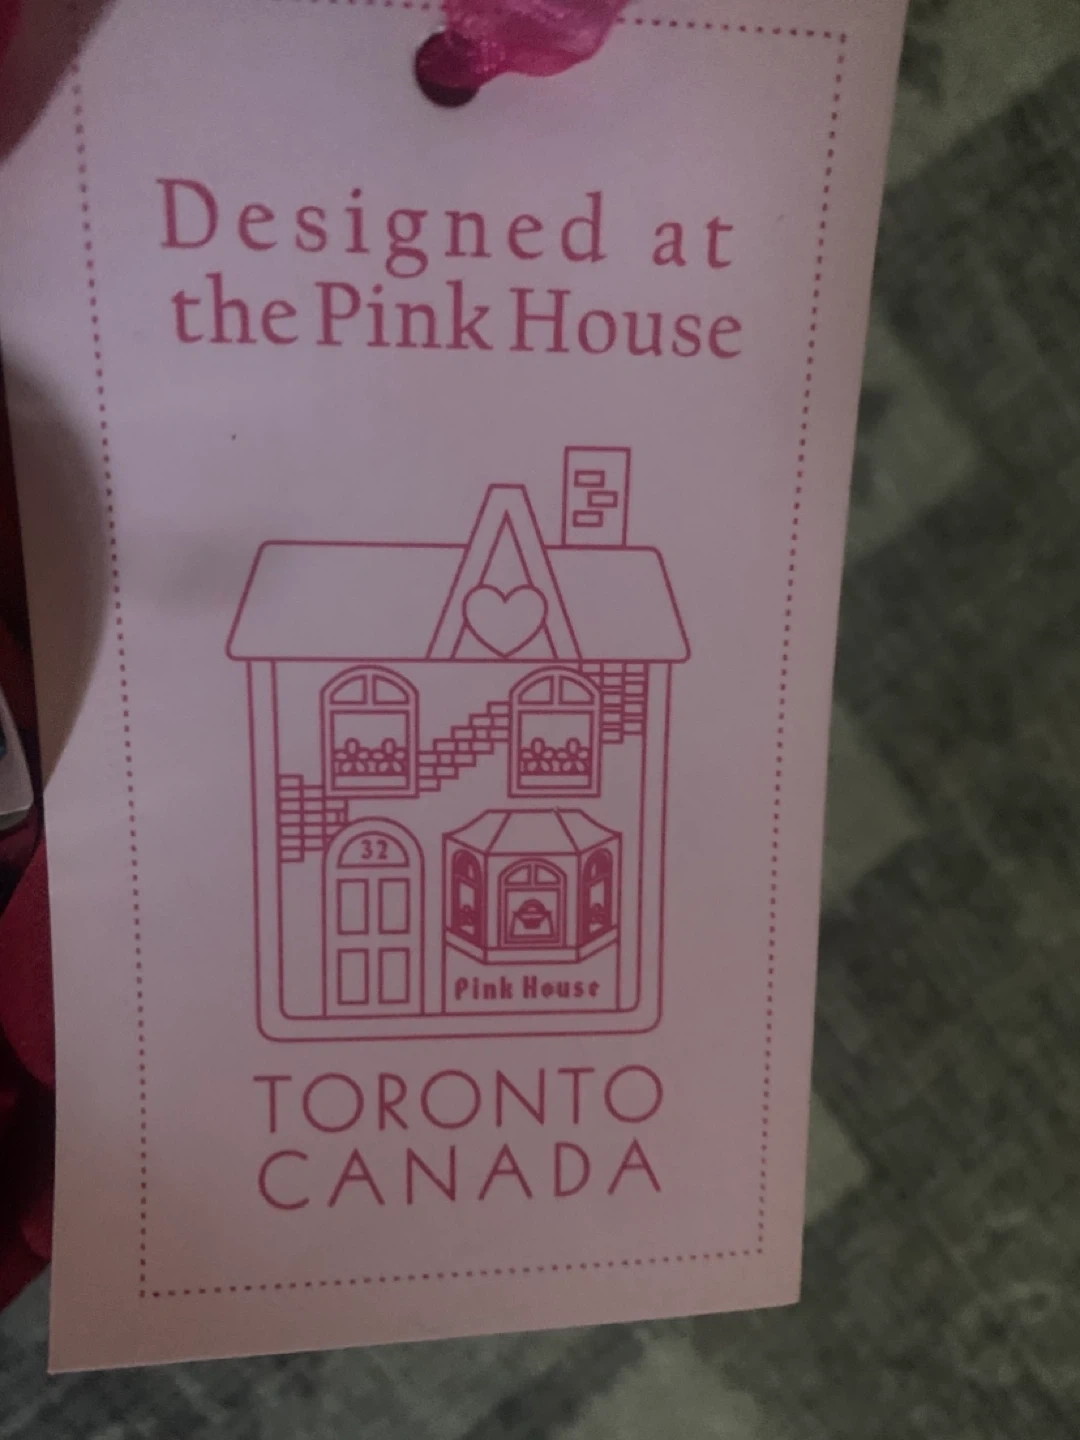 Designed at
the Pink House
32
Pink House
TORONTO
CANADA